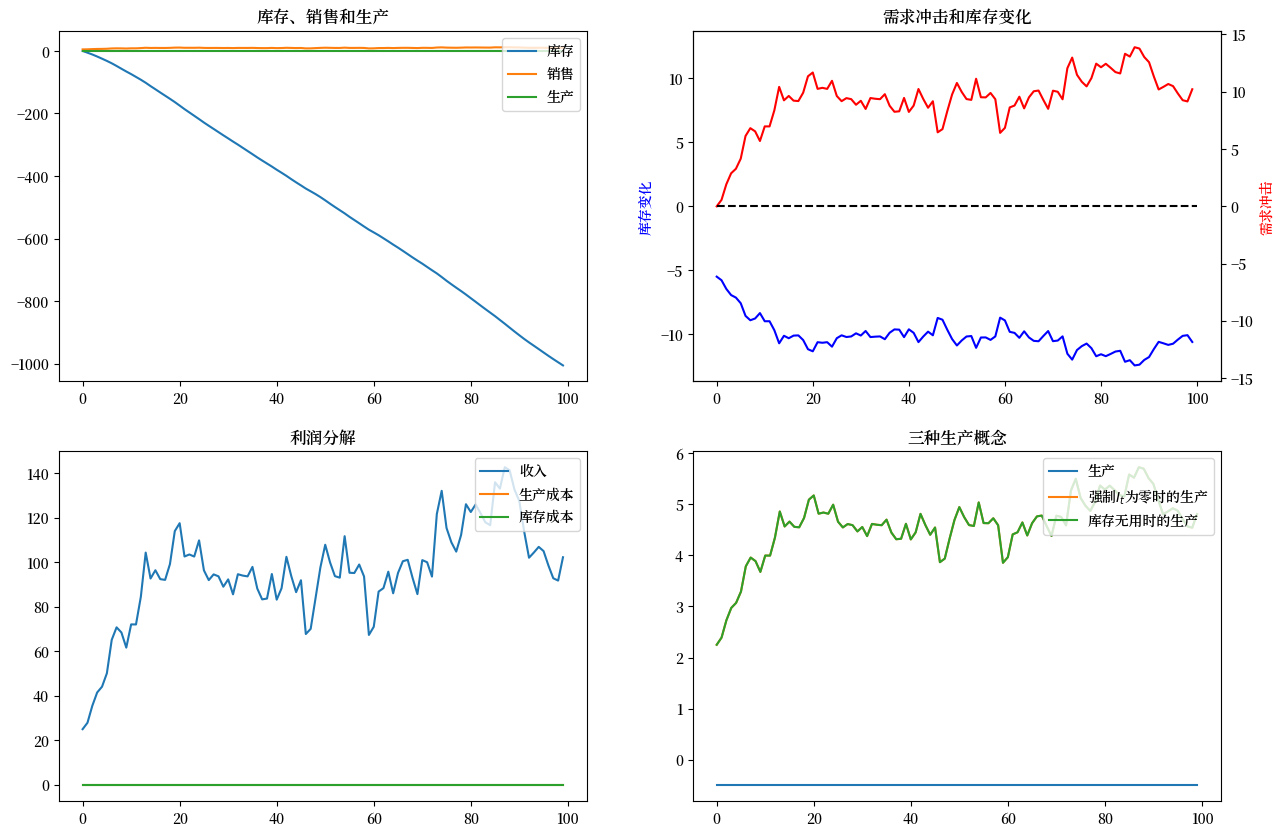 库存、销售和生产
0
−200
−400
−600
−800
−1000
0 20 40 60 80 100
库存
销售
生产
需求冲击和库存变化
库存变化
10
5
0
−5
−10
15
10
5
0
−5
−10
−15
需求冲击
0 20 40 60 80 100
利润分解
140
120
100
80
60
40
20
0
0 20 40 60 80 100
收入
生产成本
库存成本
三种生产概念
6
5
4
3
2
1
0
0 20 40 60 80 100
生产
强制I_t为零时的生产
库存无用时的生产